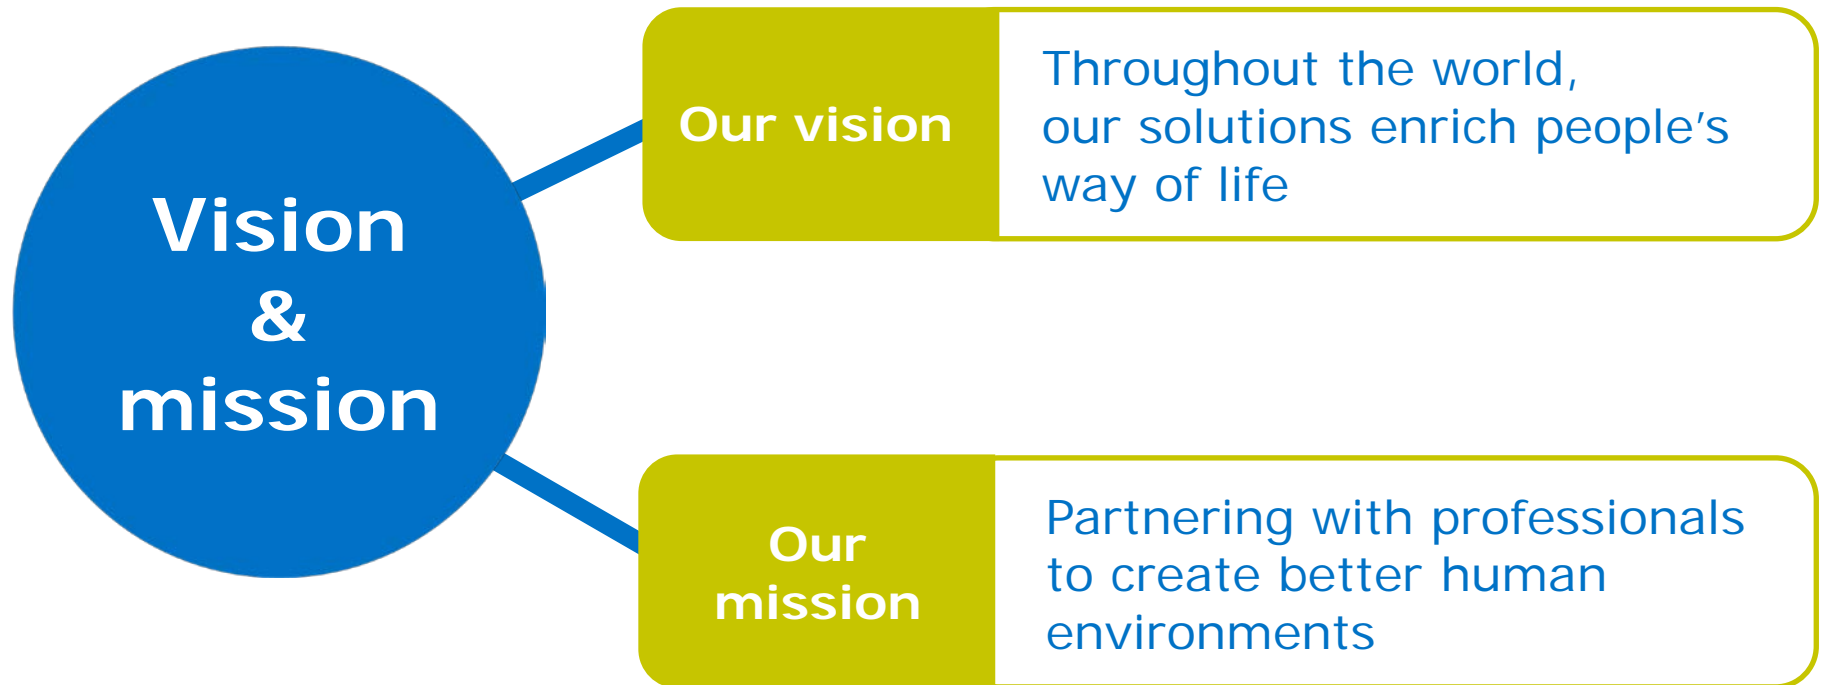 Vision
&
mission
Our vision
Throughout the world,
our solutions enrich people’s
way of life
Our
mission
Partnering with professionals
to create better human
environments